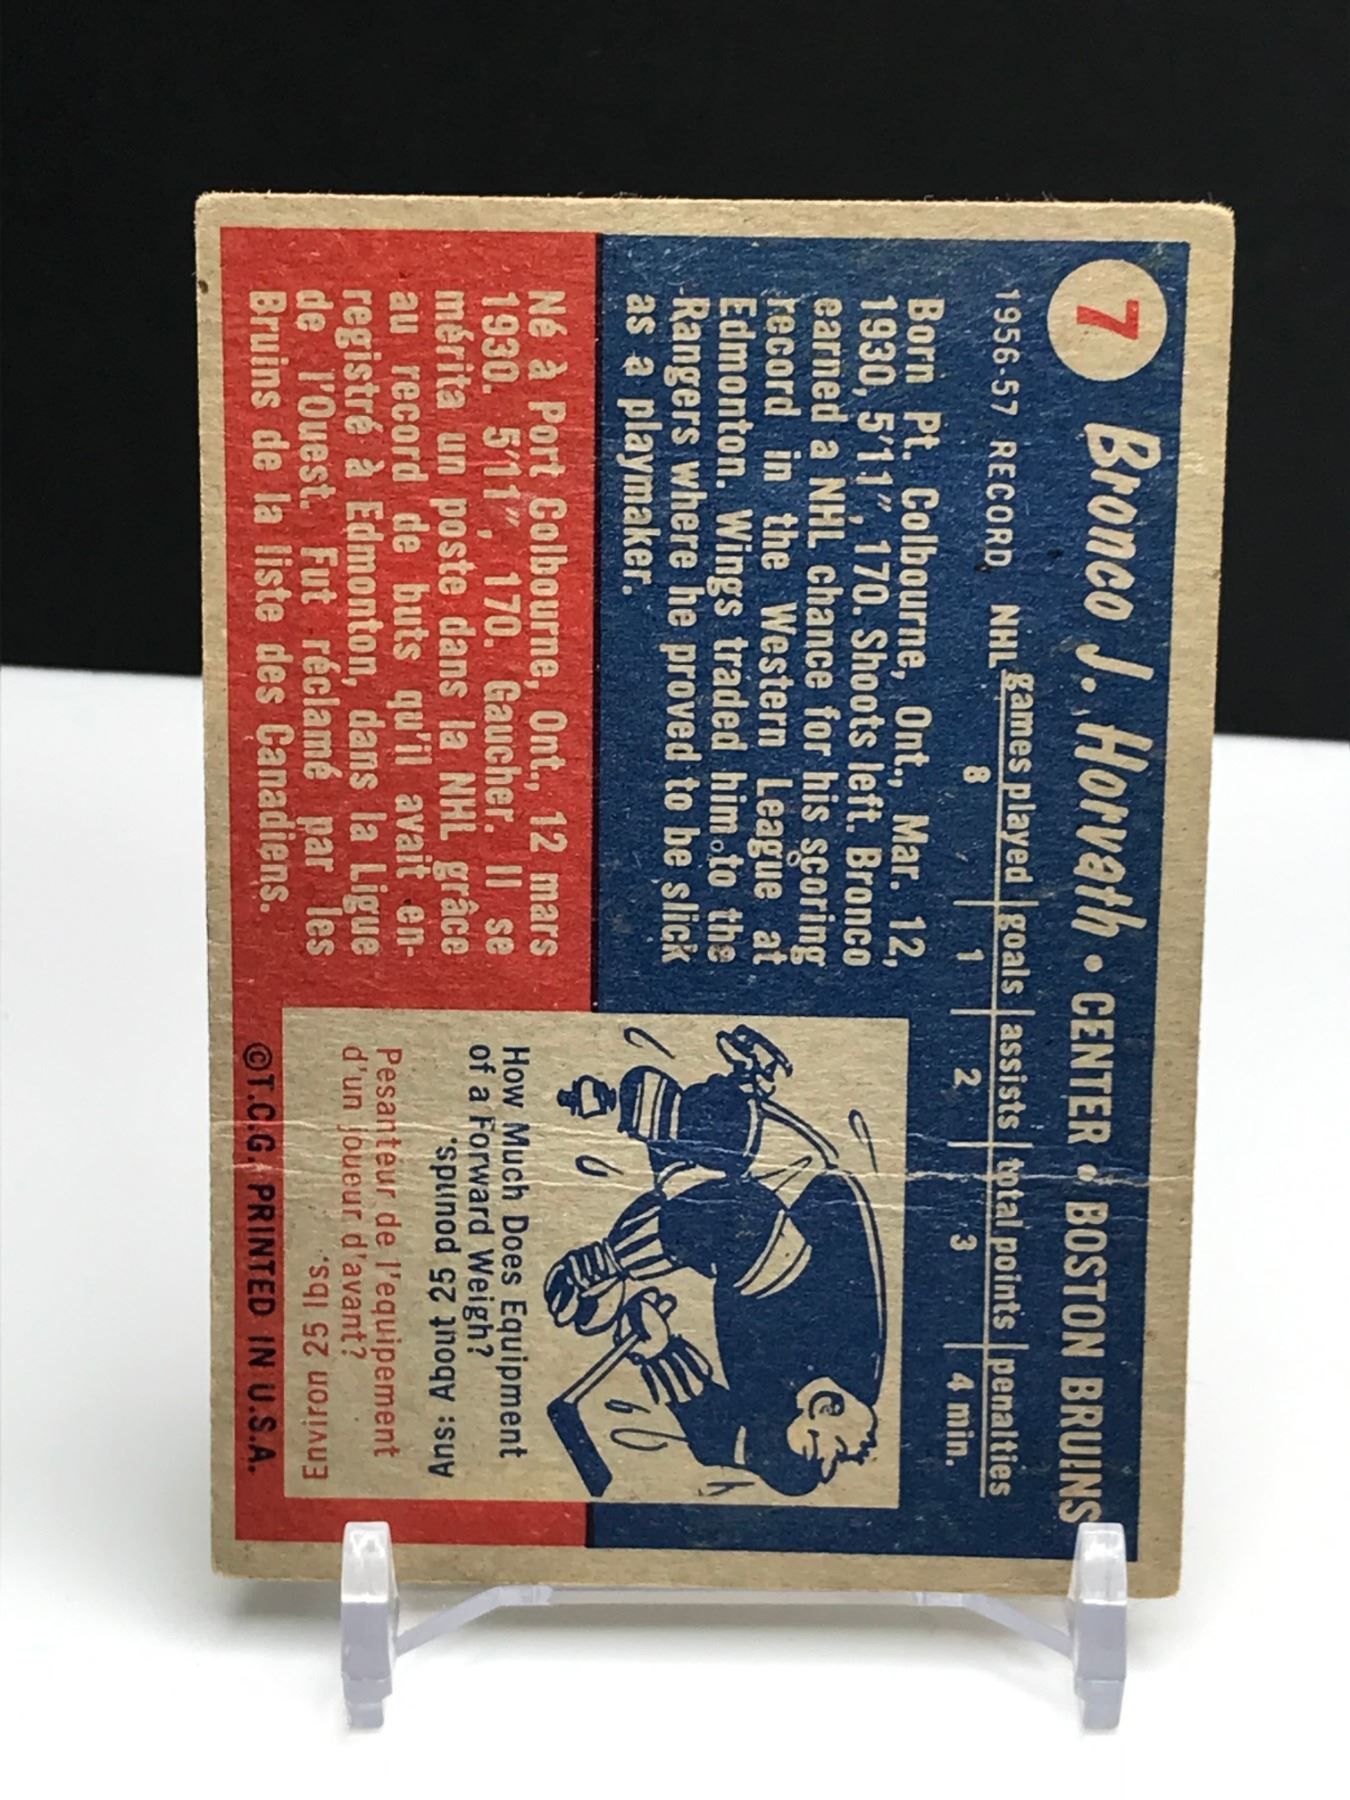 7
Bronco J. Horvath • CENTER • BOSTON BRUINS
1956-57 RECORD NHL games played goals assists total points penalties
8 1 2 3 4 min.
Born Pt. Colbourne, Ont., Mar. 12,
1930, 5'11", 170. Shoots left. Bronco
earned a NHL chance for his scoring
record in the Western League at
Edmonton. Wings traded him to the
Rangers where he proved to be slick
as a playmaker.
Né à Port Colbourne, Ont., 12 mars
1930. 5'11", 170. Gaucher. Il se
mérita un poste dans la NHL grâce
au record de buts qu'il avait en-
registré à Edmonton, dans la Ligue
de l'Ouest. Fut réclamé par les
Bruins de la liste des Canadiens.
How Much Does Equipment
of a Forward Weigh?
Ans: About 25 pounds.
Pesanteur de l'equipement
d'un joueur d'avant?
Environ 25 lbs.
©T.C.G. PRINTED IN U.S.A.